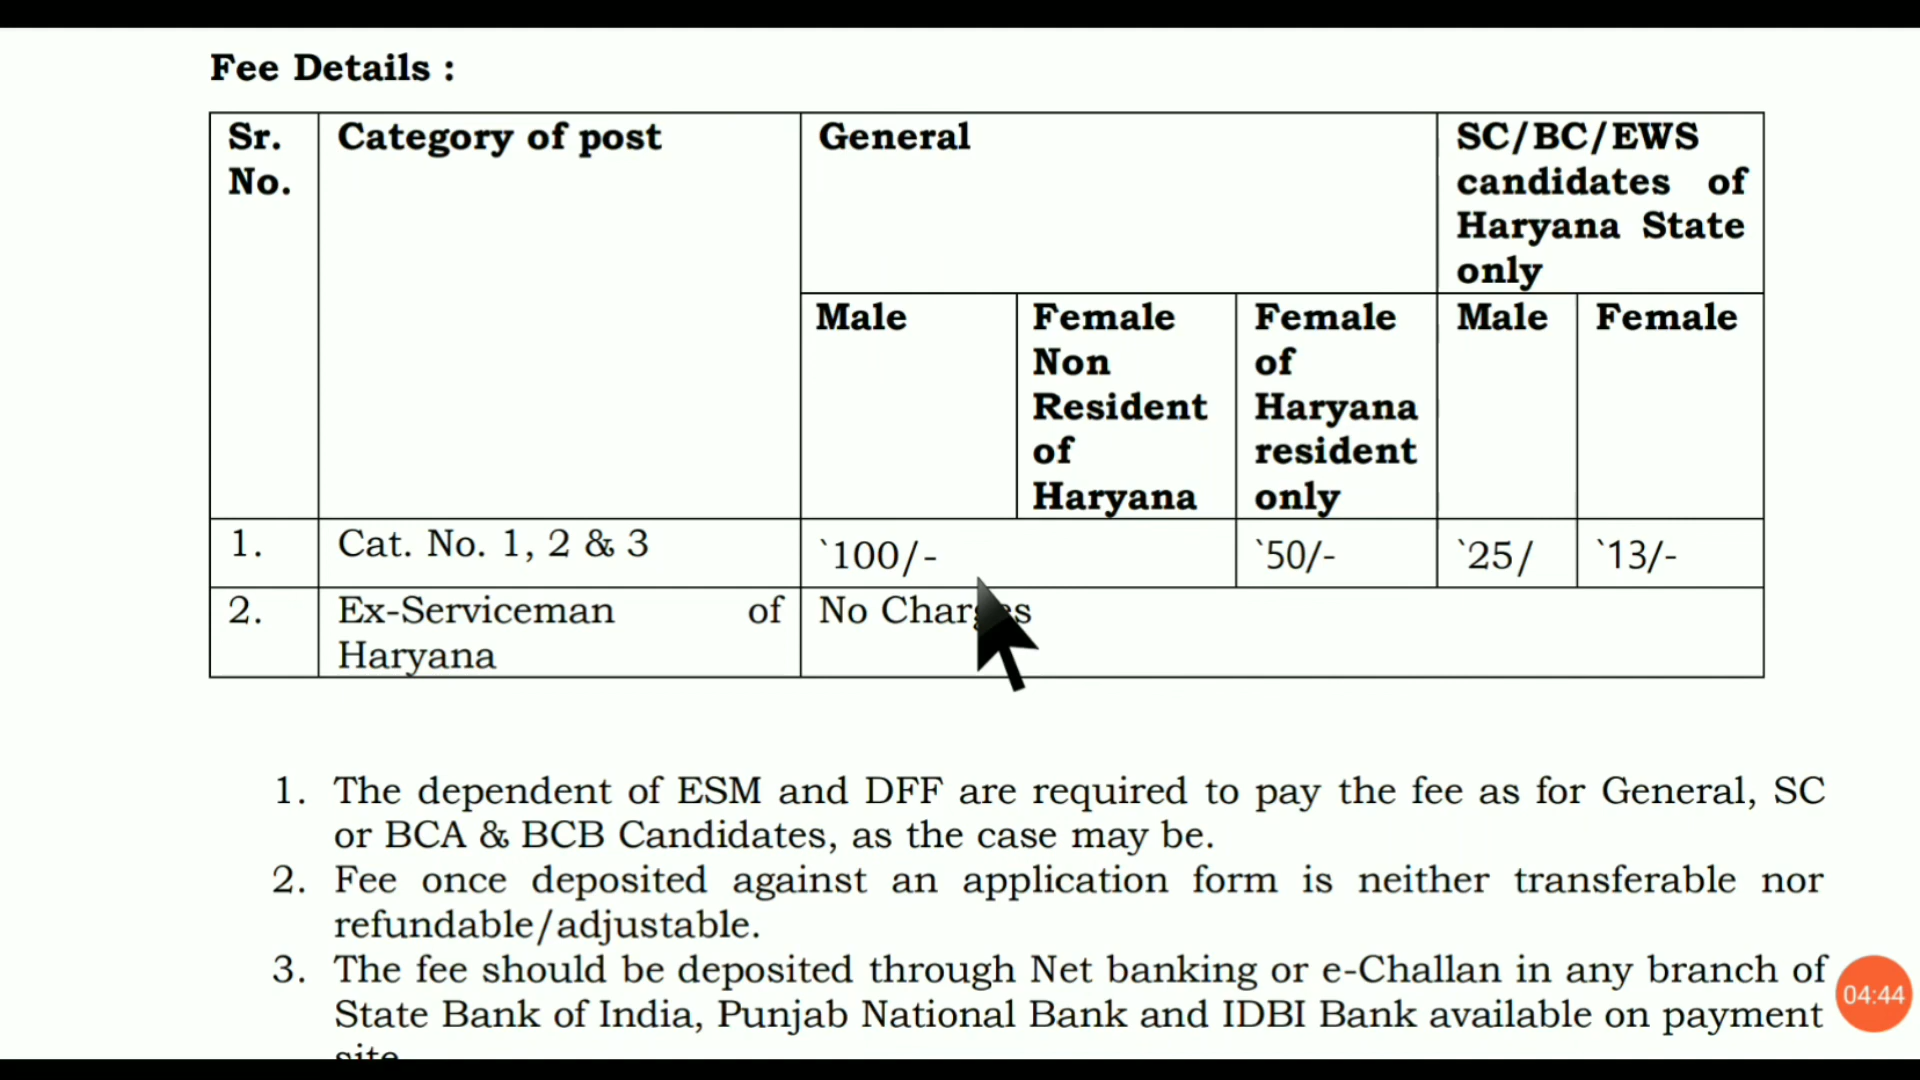 Fee Details :
Sr. No.
Category of post
General
SC/BC/EWS candidates of Haryana State only
Male
Female Non Resident of Haryana
Female of Haryana resident only
Male
Female
1.
Cat. No. 1, 2 & 3
`100/-
`50/-
`25/
`13/-
2.
Ex-Serviceman of Haryana
No Charges
1. The dependent of ESM and DFF are required to pay the fee as for General, SC
or BCA & BCB Candidates, as the case may be.
2. Fee once deposited against an application form is neither transferable nor
refundable/adjustable.
3. The fee should be deposited through Net banking or e-Challan in any branch of
State Bank of India, Punjab National Bank and IDBI Bank available on payment
site.
04:44